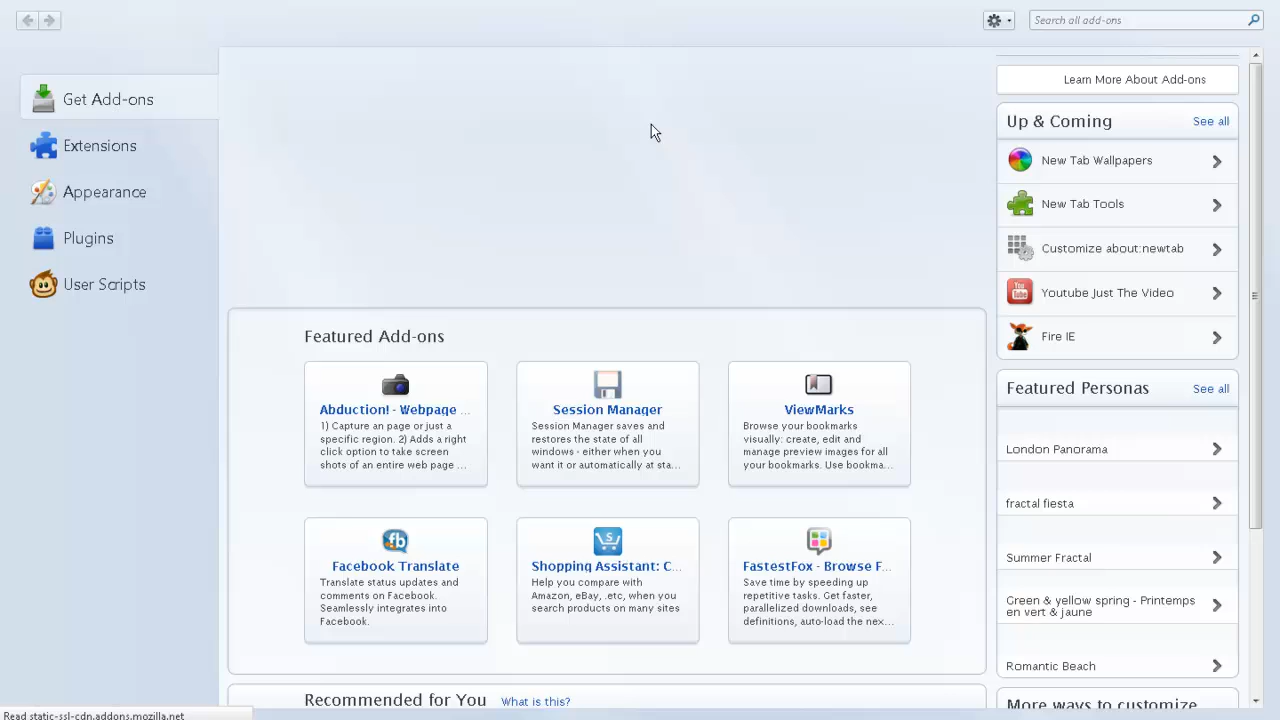 Search all add-ons
Get Add-ons
Extensions
Appearance
Plugins
User Scripts
Featured Add-ons
Abduction! - Webpage ...
1) Capture an page or just a
specific region. 2) Adds a right
click option to take screen
shots of an entire web page ...
Session Manager
Session Manager saves and
restores the state of all
windows - either when you
want it or automatically at sta...
ViewMarks
Browse your bookmarks
visually: create, edit and
manage preview images for all
your bookmarks. Use bookma...
Facebook Translate
Translate status updates and
comments on Facebook.
Seamlessly integrates into
Facebook.
Shopping Assistant: C...
Help you compare with
Amazon, eBay, .etc, when you
search products on many sites
FastestFox - Browse F...
Save time by speeding up
repetitive tasks. Get faster,
parallelized downloads, see
definitions, auto-load the nex...
Recommended for You What is this?
Learn More About Add-ons
Up & Coming See all
New Tab Wallpapers
New Tab Tools
Customize about:newtab
Youtube Just The Video
Fire IE
Featured Personas See all
London Panorama
fractal fiesta
Summer Fractal
Green & yellow spring - Printemps
en vert & jaune
Romantic Beach
More ways to customize
Read static-ssl-cdn.addons.mozilla.net